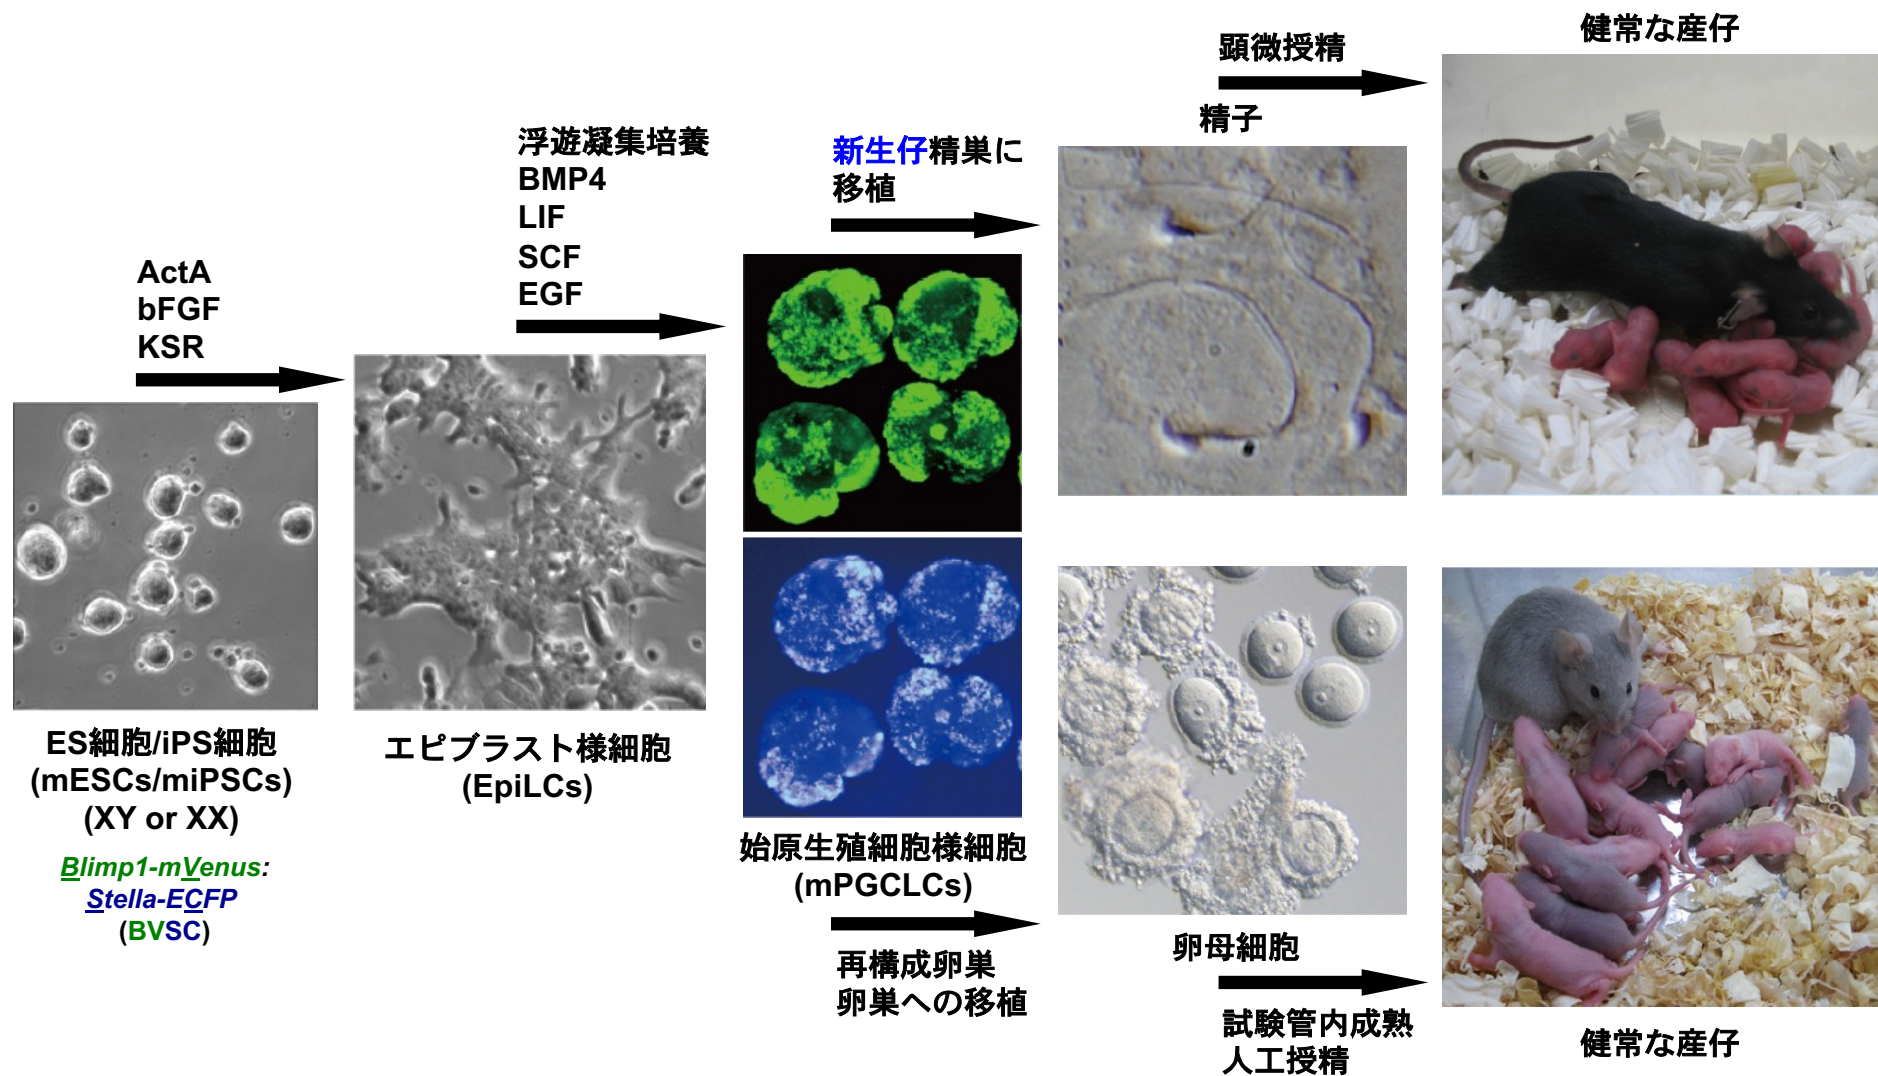 ActA
bFGF
KSR
ES細胞/iPS細胞
(mESCs/miPSCs)
(XY or XX)
Blimp1-mVenus:
Stella-ECFP
(BVSC)
浮遊凝集培養
BMP4
LIF
SCF
EGF
エピブラスト様細胞
(EpiLCs)
新生仔精巣に
移植
始原生殖細胞様細胞
(mPGCLCs)
再構成卵巣
卵巣への移植
顕微授精
精子
健常な産仔
卵母細胞
試験管内成熟
人工授精
健常な産仔